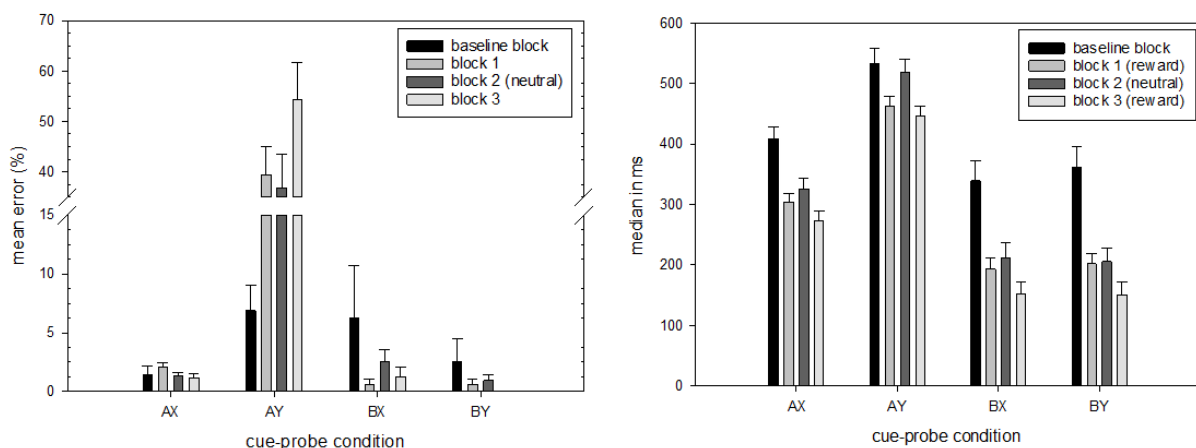 70
60
50
40
15
10
5
0
mean error (%)
baseline block
block 1
block 2 (neutral)
block 3
AX AY BX BY
cue-probe condition
600
500
400
300
200
100
0
median in ms
baseline block
block 1 (reward)
block 2 (neutral)
block 3 (reward)
AX AY BX BY
cue-probe condition